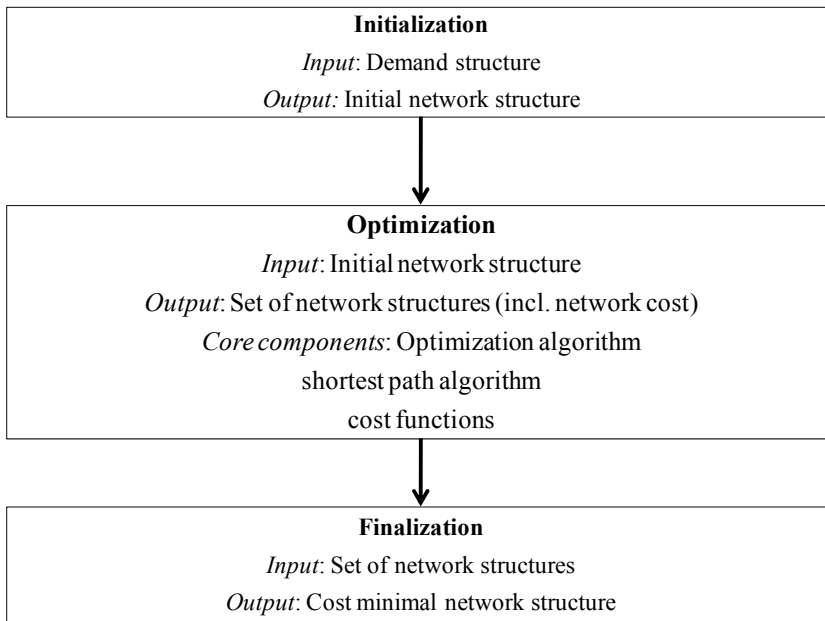 Initialization
Input: Demand structure
Output: Initial network structure
Optimization
Input: Initial network structure
Output: Set of network structures (incl. network cost)
Core components: Optimization algorithm
shortest path algorithm
cost functions
Finalization
Input: Set of network structures
Output: Cost minimal network structure